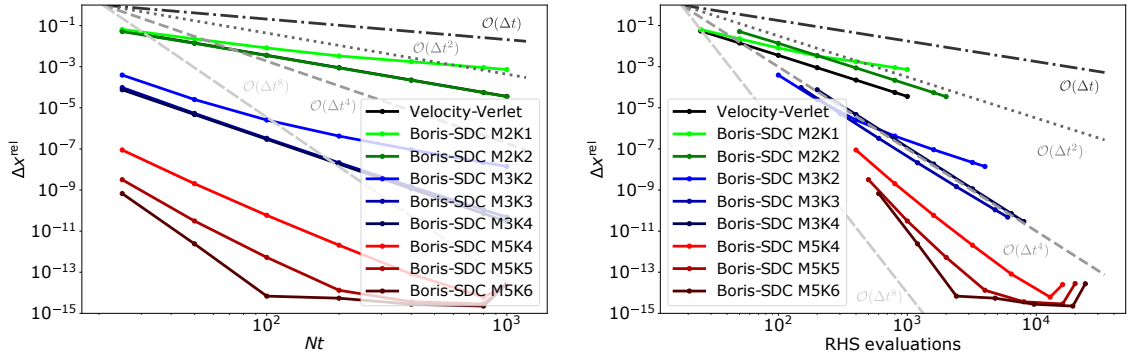 10⁻¹
10⁻³
10⁻⁵
10⁻⁷
10⁻⁹
10⁻¹¹
10⁻¹³
10⁻¹⁵
Δx^rel
10²
10³
Nt
O(Δt)
O(Δt²)
O(Δt⁸)
O(Δt⁴)
Velocity-Verlet
Boris-SDC M2K1
Boris-SDC M2K2
Boris-SDC M3K2
Boris-SDC M3K3
Boris-SDC M3K4
Boris-SDC M5K4
Boris-SDC M5K5
Boris-SDC M5K6
10⁻¹
10⁻³
10⁻⁵
10⁻⁷
10⁻⁹
10⁻¹¹
10⁻¹³
10⁻¹⁵
Δx^rel
10²
10³
10⁴
RHS evaluations
O(Δt)
O(Δt²)
O(Δt⁴)
O(Δt⁸)
Velocity-Verlet
Boris-SDC M2K1
Boris-SDC M2K2
Boris-SDC M3K2
Boris-SDC M3K3
Boris-SDC M3K4
Boris-SDC M5K4
Boris-SDC M5K5
Boris-SDC M5K6